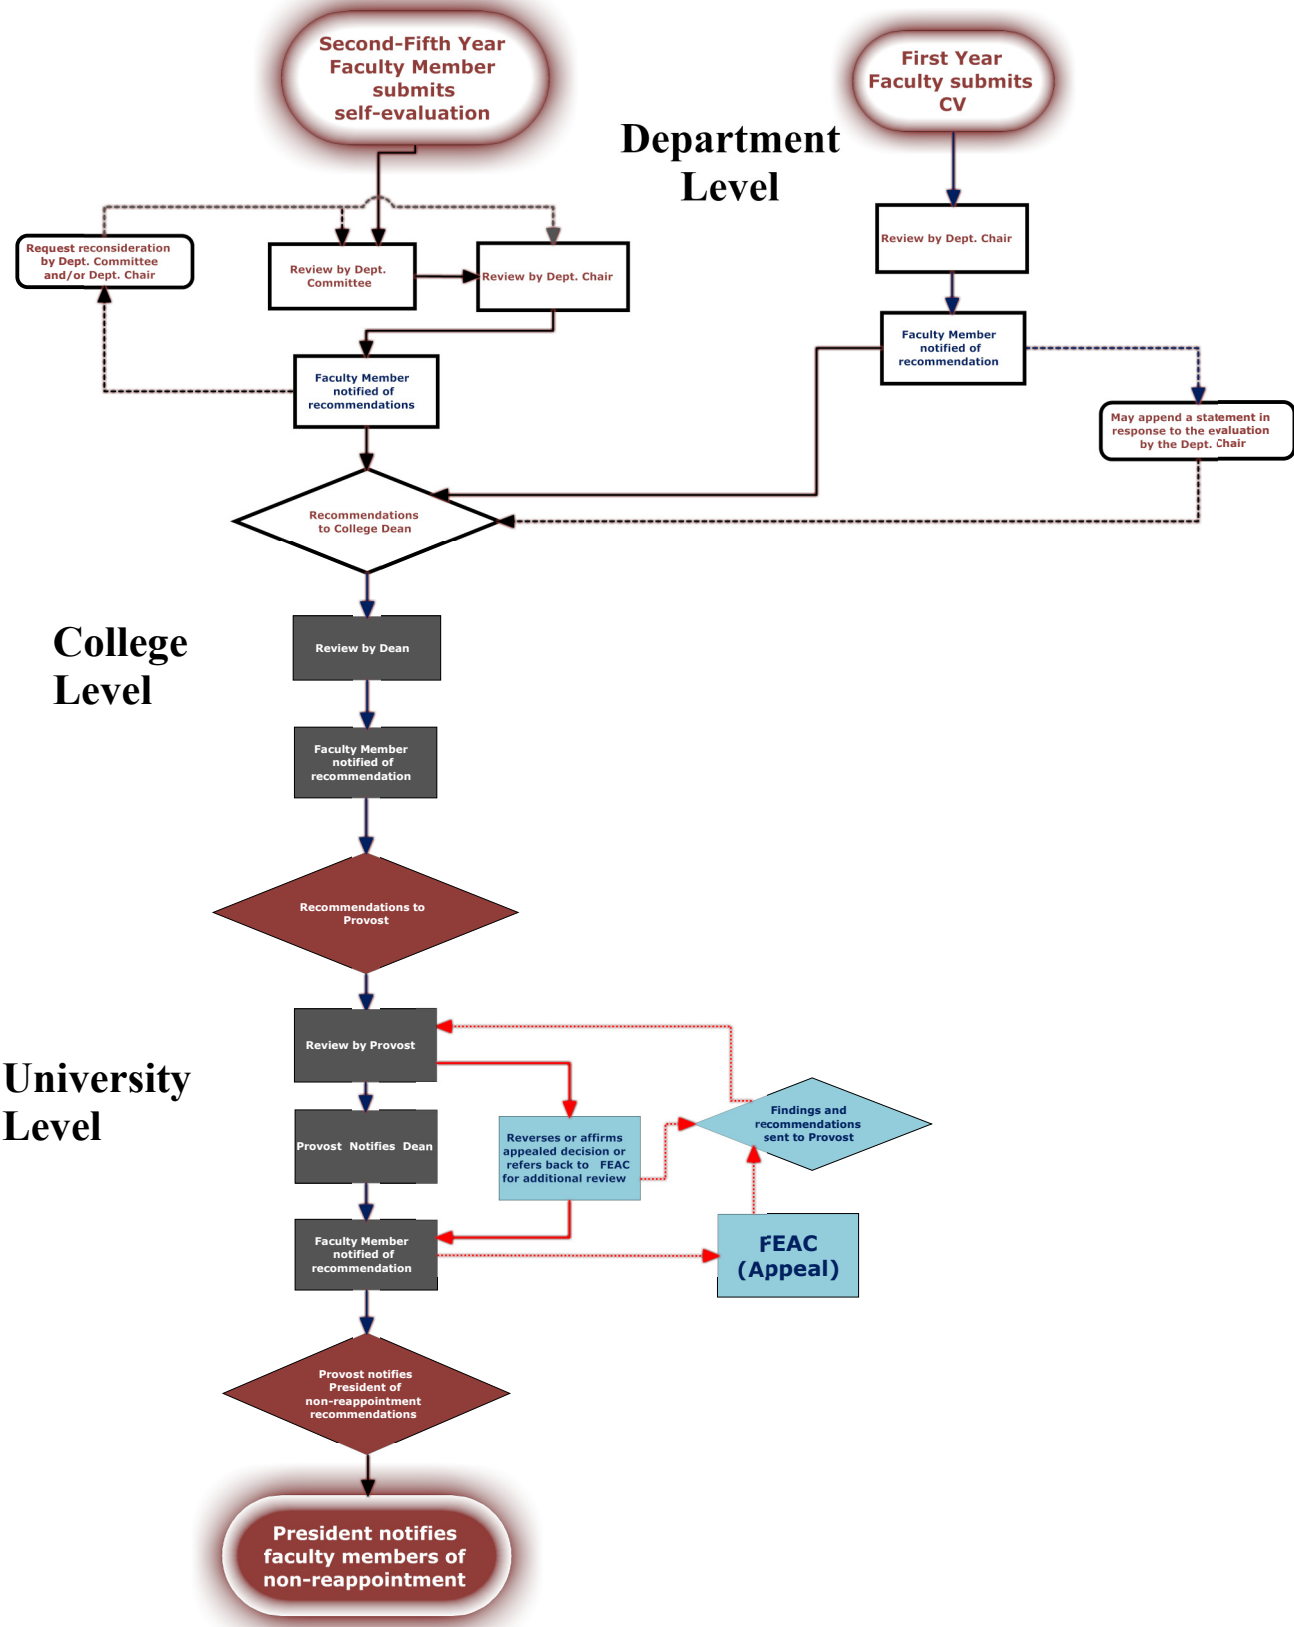 Second-Fifth Year
Faculty Member
submits
self-evaluation
First Year
Faculty submits
CV
Department
Level
Request reconsideration
by Dept. Committee
and/or Dept. Chair
Review by Dept.
Committee
Review by Dept. Chair
Review by Dept. Chair
Faculty Member
notified of
recommendations
Faculty Member
notified of
recommendation
May append a statement in
response to the evaluation
by the Dept. Chair
Recommendations
to College Dean
College
Level
Review by Dean
Faculty Member
notified of
recommendation
Recommendations to
Provost
University
Level
Review by Provost
Provost Notifies Dean
Reverses or affirms
appealed decision or
refers back to FEAC
for additional review
Findings and
recommendations
sent to Provost
Faculty Member
notified of
recommendation
FEAC
(Appeal)
Provost notifies
President of
non-reappointment
recommendations
President notifies
faculty members of
non-reappointment